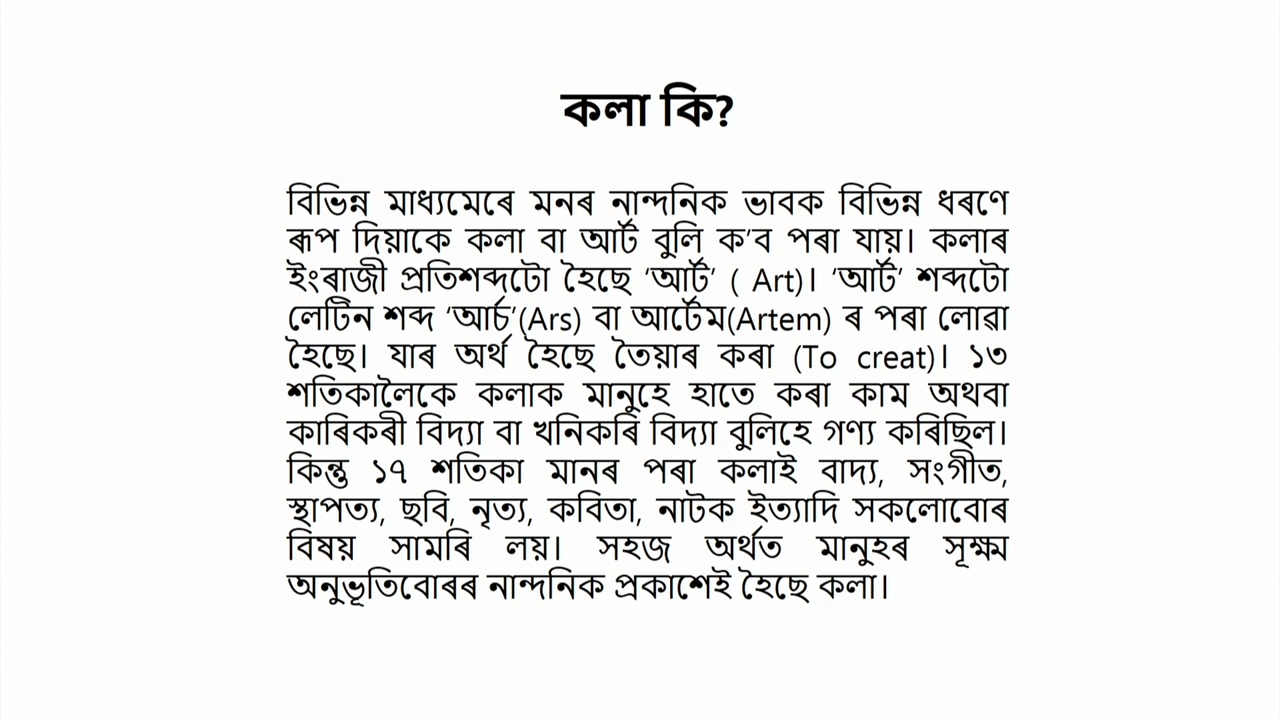 কলা কি?
বিভিন্ন মাধ্যমেৰে মনৰ নান্দনিক ভাবক বিভিন্ন ধৰণে
ৰূপ দিয়াকে কলা বা আৰ্ট বুলি ক'ব পৰা যায়। কলাৰ
ইংৰাজী প্ৰতিশব্দটো হৈছে 'আৰ্ট' ( Art)। 'আৰ্ট' শব্দটো
লেটিন শব্দ 'আৰ্চ'(Ars) বা আৰ্টেম(Artem) ৰ পৰা লোৱা
হৈছে। যাৰ অৰ্থ হৈছে তৈয়াৰ কৰা (To creat)। ১৩
শতিকালৈকে কলাক মানুহে হাতে কৰা কাম অথবা
কাৰিকৰী বিদ্যা বা খনিকৰি বিদ্যা বুলিহে গণ্য কৰিছিল।
কিন্তু ১৭ শতিকা মানৰ পৰা কলাই বাদ্য, সংগীত,
স্থাপত্য, ছবি, নৃত্য, কবিতা, নাটক ইত্যাদি সকলোবোৰ
বিষয় সামৰি লয়। সহজ অৰ্থত মানুহৰ সূক্ষ্ম
অনুভূতিবোৰৰ নান্দনিক প্ৰকাশেই হৈছে কলা।